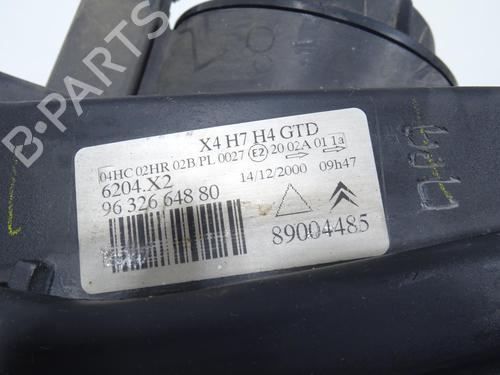 X4 H7 H4 GTD
04HC 02HR 02B PL 0027 E2 20 02A 01 1a
6204.X2
14/12/2000 09h47
96 326 648 80
89004485
B-PARTS